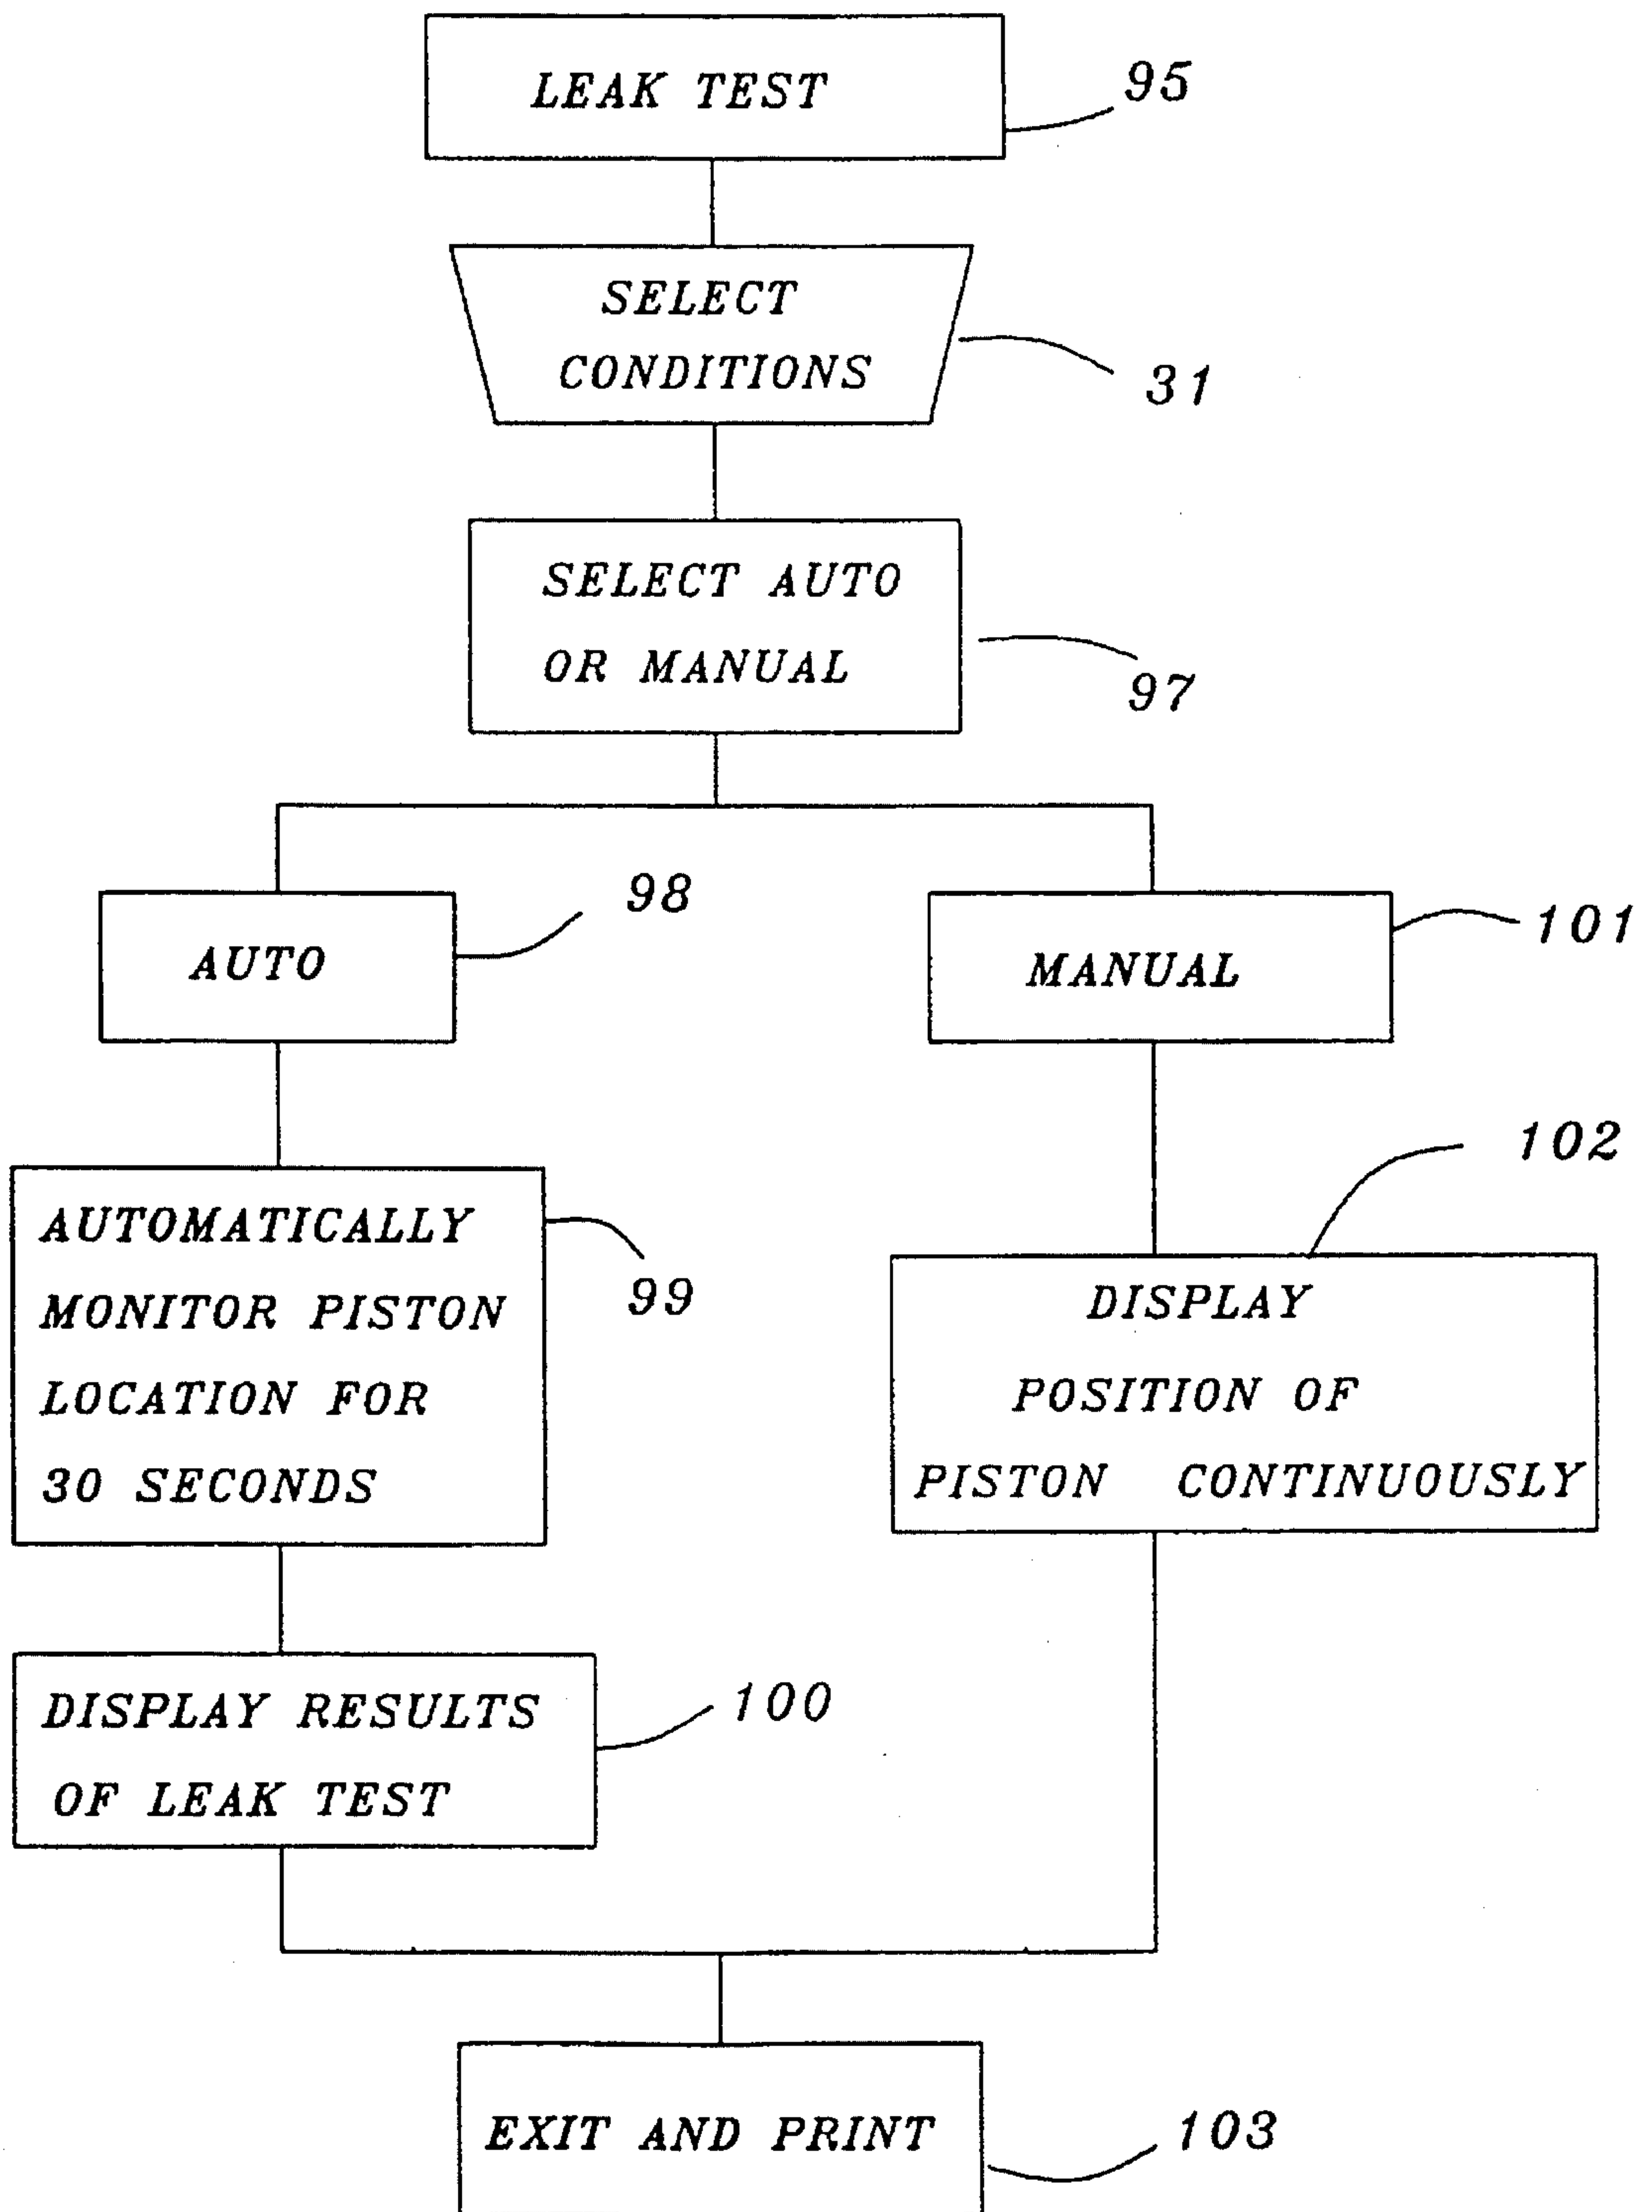 LEAK TEST
95
SELECT
CONDITIONS
31
SELECT AUTO
OR MANUAL
97
AUTO
98
MANUAL
101
AUTOMATICALLY
MONITOR PISTON
LOCATION FOR
30 SECONDS
99
DISPLAY
POSITION OF
PISTON CONTINUOUSLY
102
DISPLAY RESULTS
OF LEAK TEST
100
EXIT AND PRINT
103